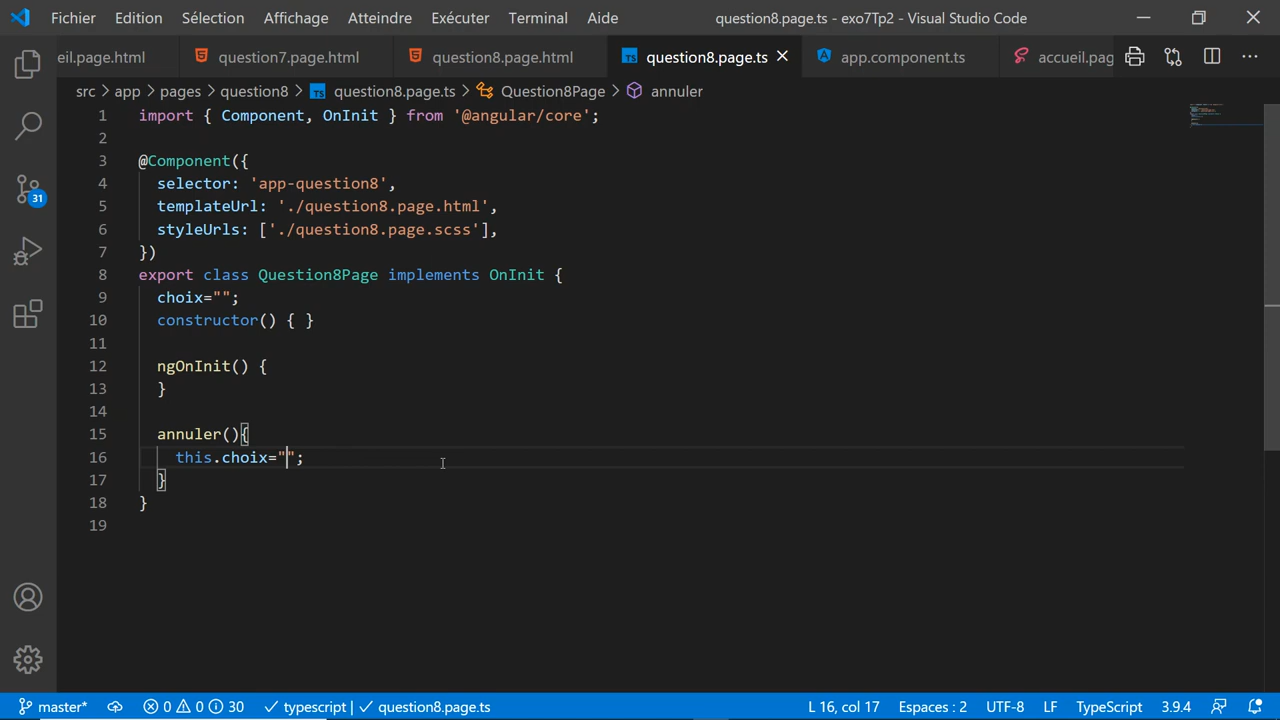 Fichier Edition Sélection Affichage Atteindre Exécuter Terminal Aide question8.page.ts - exo7Tp2 - Visual Studio Code
eil.page.html question7.page.html question8.page.html TS question8.page.ts app.component.ts accueil.pag
src > app > pages > question8 > TS question8.page.ts > Question8Page > annuler
1 import { Component, OnInit } from '@angular/core';
2
3 @Component({
4 selector: 'app-question8',
5 templateUrl: './question8.page.html',
6 styleUrls: ['./question8.page.scss'],
7 })
8 export class Question8Page implements OnInit {
9 choix="";
10 constructor() { }
11
12 ngOnInit() {
13 }
14
15 annuler(){
16 this.choix="";
17 }
18 }
19
31
master* 0 0 30 typescript | question8.page.ts L 16, col 17 Espaces : 2 UTF-8 LF TypeScript 3.9.4